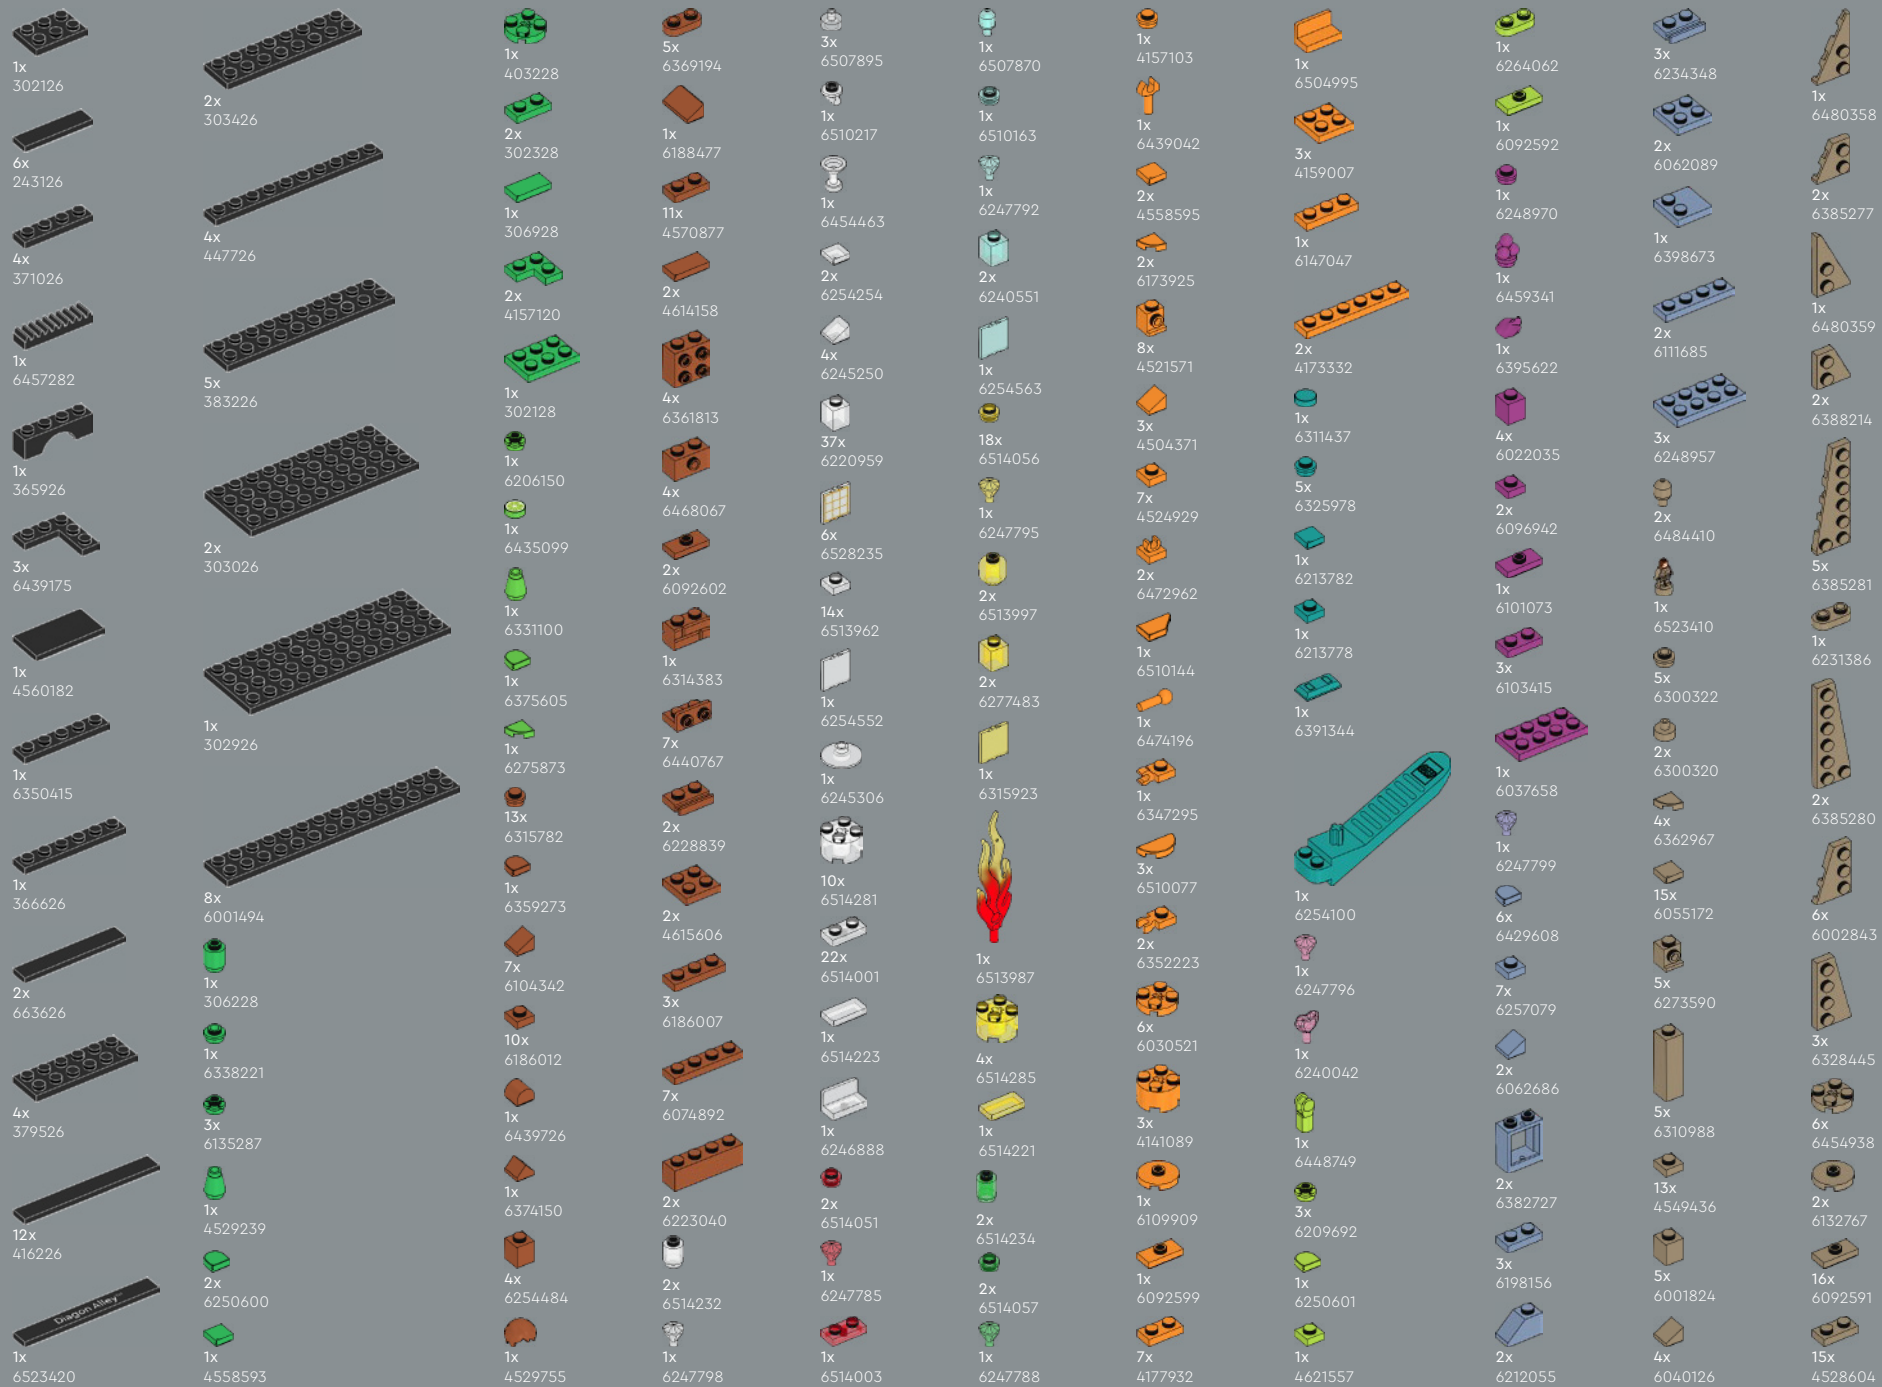 1x
302126
6x
243126
4x
371026
1x
6457282
1x
365926
3x
6439175
1x
4560182
1x
6350415
1x
366626
2x
663626
4x
379526
12x
416226
Diagon Alley™
1x
6523420
2x
303426
4x
447726
5x
383226
2x
303026
1x
302926
8x
6001494
1x
306228
1x
6338221
3x
6135287
1x
4529239
2x
6250600
1x
4558593
1x
403228
2x
302328
1x
306928
2x
4157120
1x
302128
1x
6206150
1x
6435099
1x
6331100
1x
6375605
1x
6275873
13x
6315782
1x
6359273
7x
6104342
10x
6186012
1x
6439726
1x
6374150
4x
6254484
1x
4529755
5x
6369194
1x
6188477
11x
4570877
2x
4614158
4x
6361813
4x
6468067
2x
6092602
1x
6314383
7x
6440767
2x
6228839
2x
4615606
3x
6186007
7x
6074892
2x
6223040
2x
6514232
1x
6247798
3x
6507895
1x
6510217
1x
6454463
2x
6254254
4x
6245250
37x
6220959
6x
6528235
14x
6513962
1x
6254552
1x
6245306
10x
6514281
22x
6514001
1x
6514223
1x
6246888
2x
6514051
1x
6247785
1x
6514003
1x
6507870
1x
6510163
1x
6247792
2x
6240551
1x
6254563
18x
6514056
1x
6247795
2x
6513997
2x
6277483
1x
6315923
1x
6513987
4x
6514285
1x
6514221
2x
6514234
2x
6514057
1x
6247788
1x
4157103
1x
6439042
2x
4558595
2x
6173925
8x
4521571
3x
4504371
7x
4524929
2x
6472962
1x
6510144
1x
6474196
1x
6347295
3x
6510077
2x
6352223
6x
6030521
3x
4141089
1x
6109909
1x
6092599
7x
4177932
1x
6504995
3x
4159007
1x
6147047
2x
4173332
1x
6311437
5x
6325978
1x
6213782
1x
6213778
1x
6391344
1x
6254100
1x
6247796
1x
6240042
1x
6448749
3x
6209692
1x
6250601
1x
4621557
1x
6264062
1x
6092592
1x
6248970
1x
6459341
1x
6395622
4x
6022035
2x
6096942
1x
6101073
3x
6103415
1x
6037658
1x
6247799
6x
6429608
7x
6257079
2x
6062686
2x
6382727
3x
6198156
2x
6212055
3x
6234348
2x
6062089
1x
6398673
2x
6111685
3x
6248957
2x
6484410
1x
6523410
5x
6300322
2x
6300320
4x
6362967
15x
6055172
5x
6273590
5x
6310988
13x
4549436
5x
6001824
4x
6040126
1x
6480358
2x
6385277
1x
6480359
2x
6388214
5x
6385281
1x
6231386
2x
6385280
6x
6002843
3x
6328445
6x
6454938
2x
6132767
16x
6092591
15x
4528604